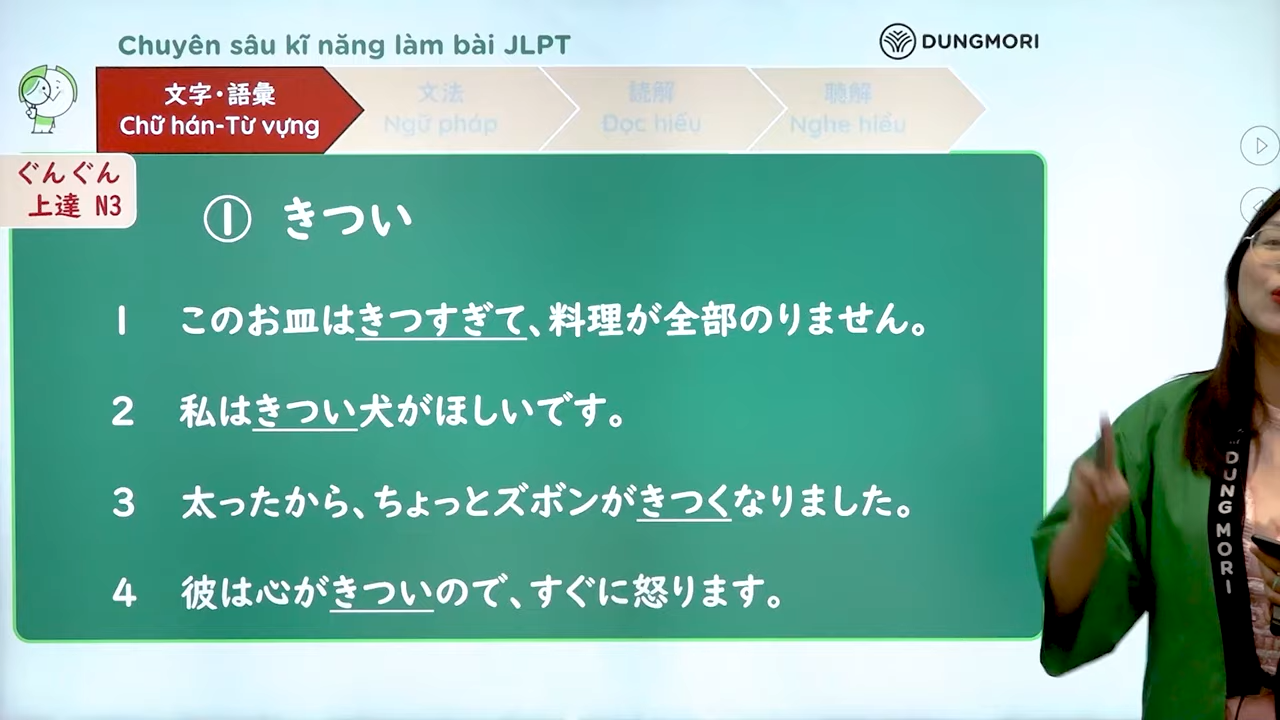 Chuyên sâu kĩ năng làm bài JLPT
DUNGMORI
文字・語彙
Chữ hán-Từ vựng
文法
Ngữ pháp
読解
Đọc hiểu
聴解
Nghe hiểu
ぐんぐん
上達 N3
① きつい
1 このお皿はきつすぎて、料理が全部のりません。
2 私はきつい犬がほしいです。
3 太ったから、ちょっとズボンがきつくなりました。
4 彼は心がきついので、すぐに怒ります。
DUNG MORI